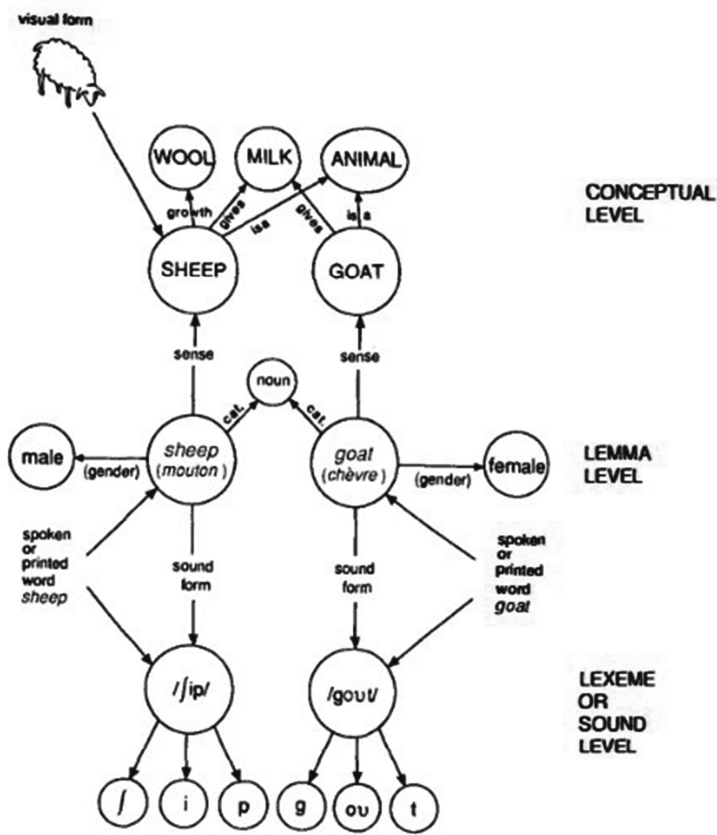 visual form
WOOL MILK ANIMAL
CONCEPTUAL
LEVEL
growth gives is a gives is a
SHEEP GOAT
sense sense
noun
cat. cat.
male (gender) sheep
(mouton)
goat
(chèvre) (gender) female
LEMMA
LEVEL
spoken
or
printed
word
sheep
sound
form
sound
form
spoken
or
printed
word
goat
/ʃip/ /goʊt/
LEXEME
OR
SOUND
LEVEL
ʃ i p g oʊ t